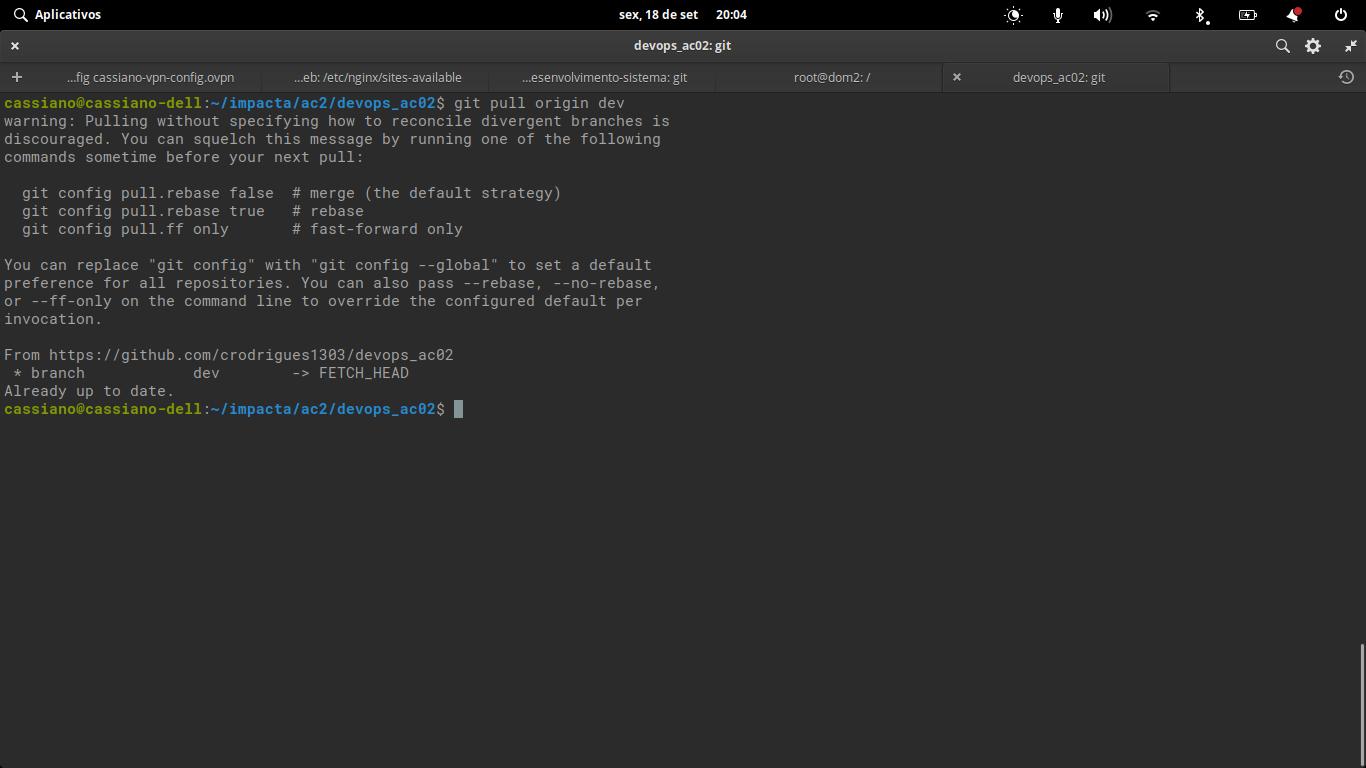 Aplicativos
sex, 18 de set 20:04
devops_ac02: git
...fig cassiano-vpn-config.ovpn
...eb: /etc/nginx/sites-available
...esenvolvimento-sistema: git
root@dom2: /
devops_ac02: git
cassiano@cassiano-dell:~/impacta/ac2/devops_ac02$ git pull origin dev
warning: Pulling without specifying how to reconcile divergent branches is
discouraged. You can squelch this message by running one of the following
commands sometime before your next pull:
git config pull.rebase false  # merge (the default strategy)
git config pull.rebase true   # rebase
git config pull.ff only       # fast-forward only
You can replace "git config" with "git config --global" to set a default
preference for all repositories. You can also pass --rebase, --no-rebase,
or --ff-only on the command line to override the configured default per
invocation.
From https://github.com/crodrigues1303/devops_ac02
 * branch            dev        -> FETCH_HEAD
Already up to date.
cassiano@cassiano-dell:~/impacta/ac2/devops_ac02$